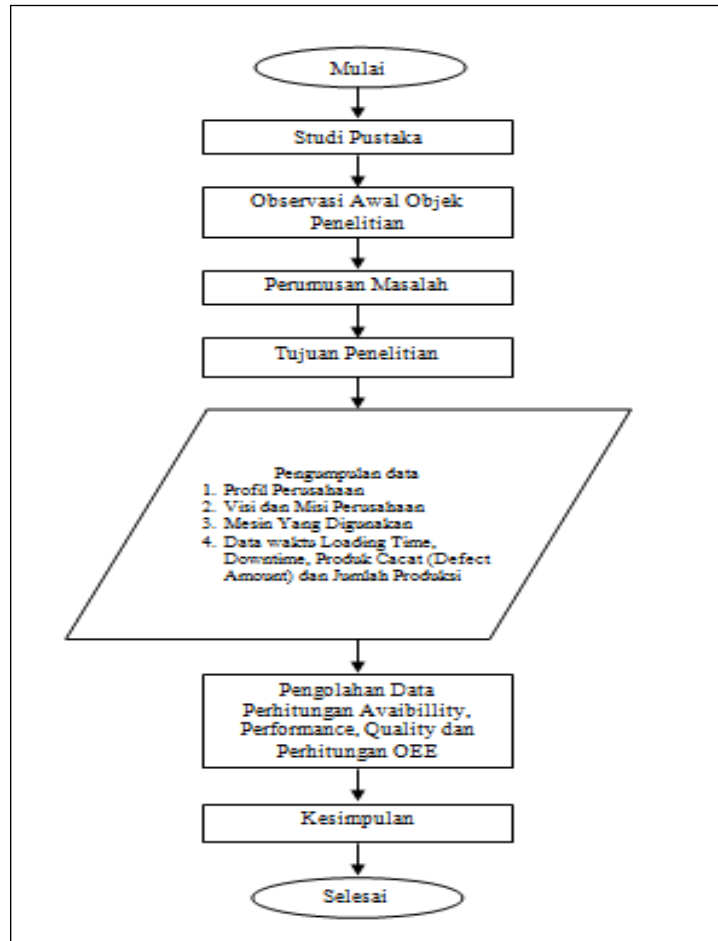 Mulai
Studi Pustaka
Observasi Awal Objek
Penelitian
Perumusan Masalah
Tujuan Penelitian
Pengumpulan data
1. Profil Perusahaan
2. Visi dan Misi Perusahaan
3. Mesin Yang Digunakan
4. Data waktu Loading Time,
Downtime, Produk Cacat (Defect
Amount) dan Jumlah Produksi
Pengolahan Data
Perhitungan Avaibillity,
Performance, Quality dan
Perhitungan OEE
Kesimpulan
Selesai